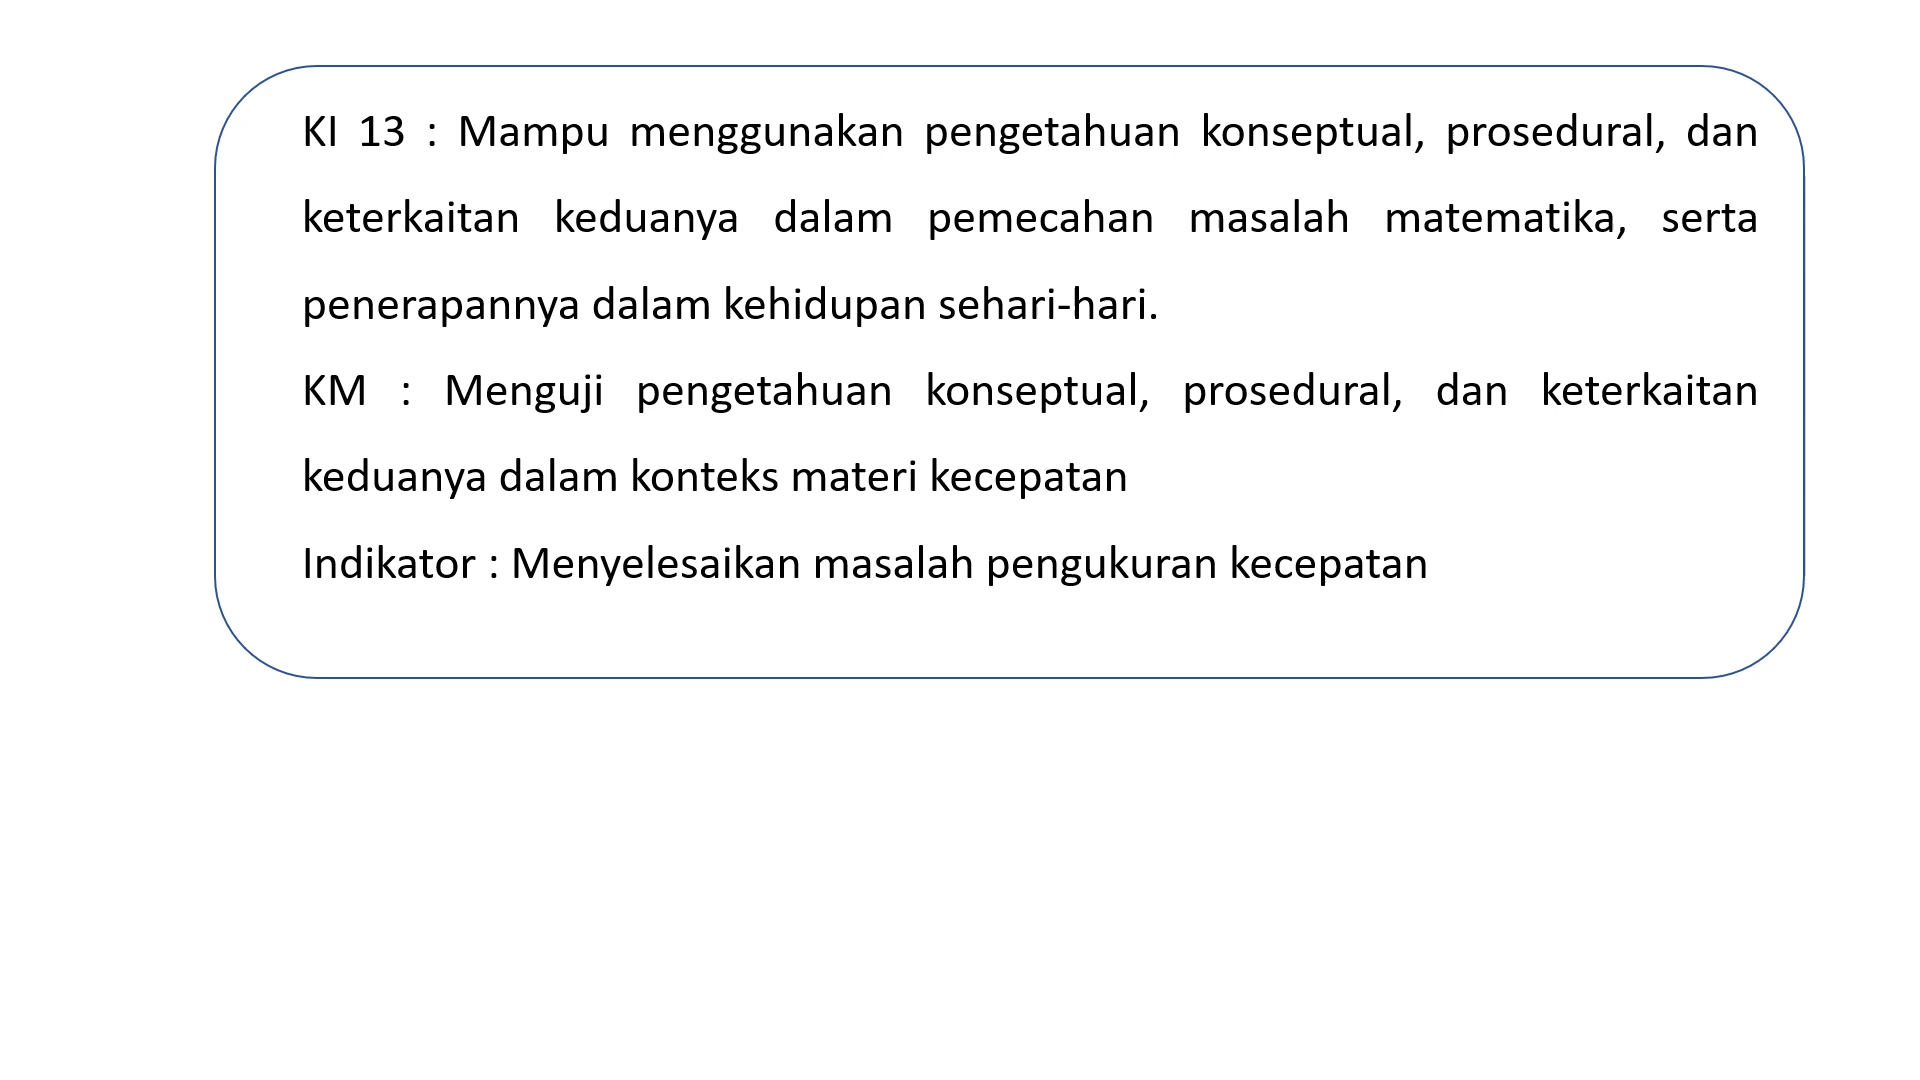 KI 13 : Mampu menggunakan pengetahuan konseptual, prosedural, dan
keterkaitan keduanya dalam pemecahan masalah matematika, serta
penerapannya dalam kehidupan sehari-hari.
KM : Menguji pengetahuan konseptual, prosedural, dan keterkaitan
keduanya dalam konteks materi kecepatan
Indikator : Menyelesaikan masalah pengukuran kecepatan